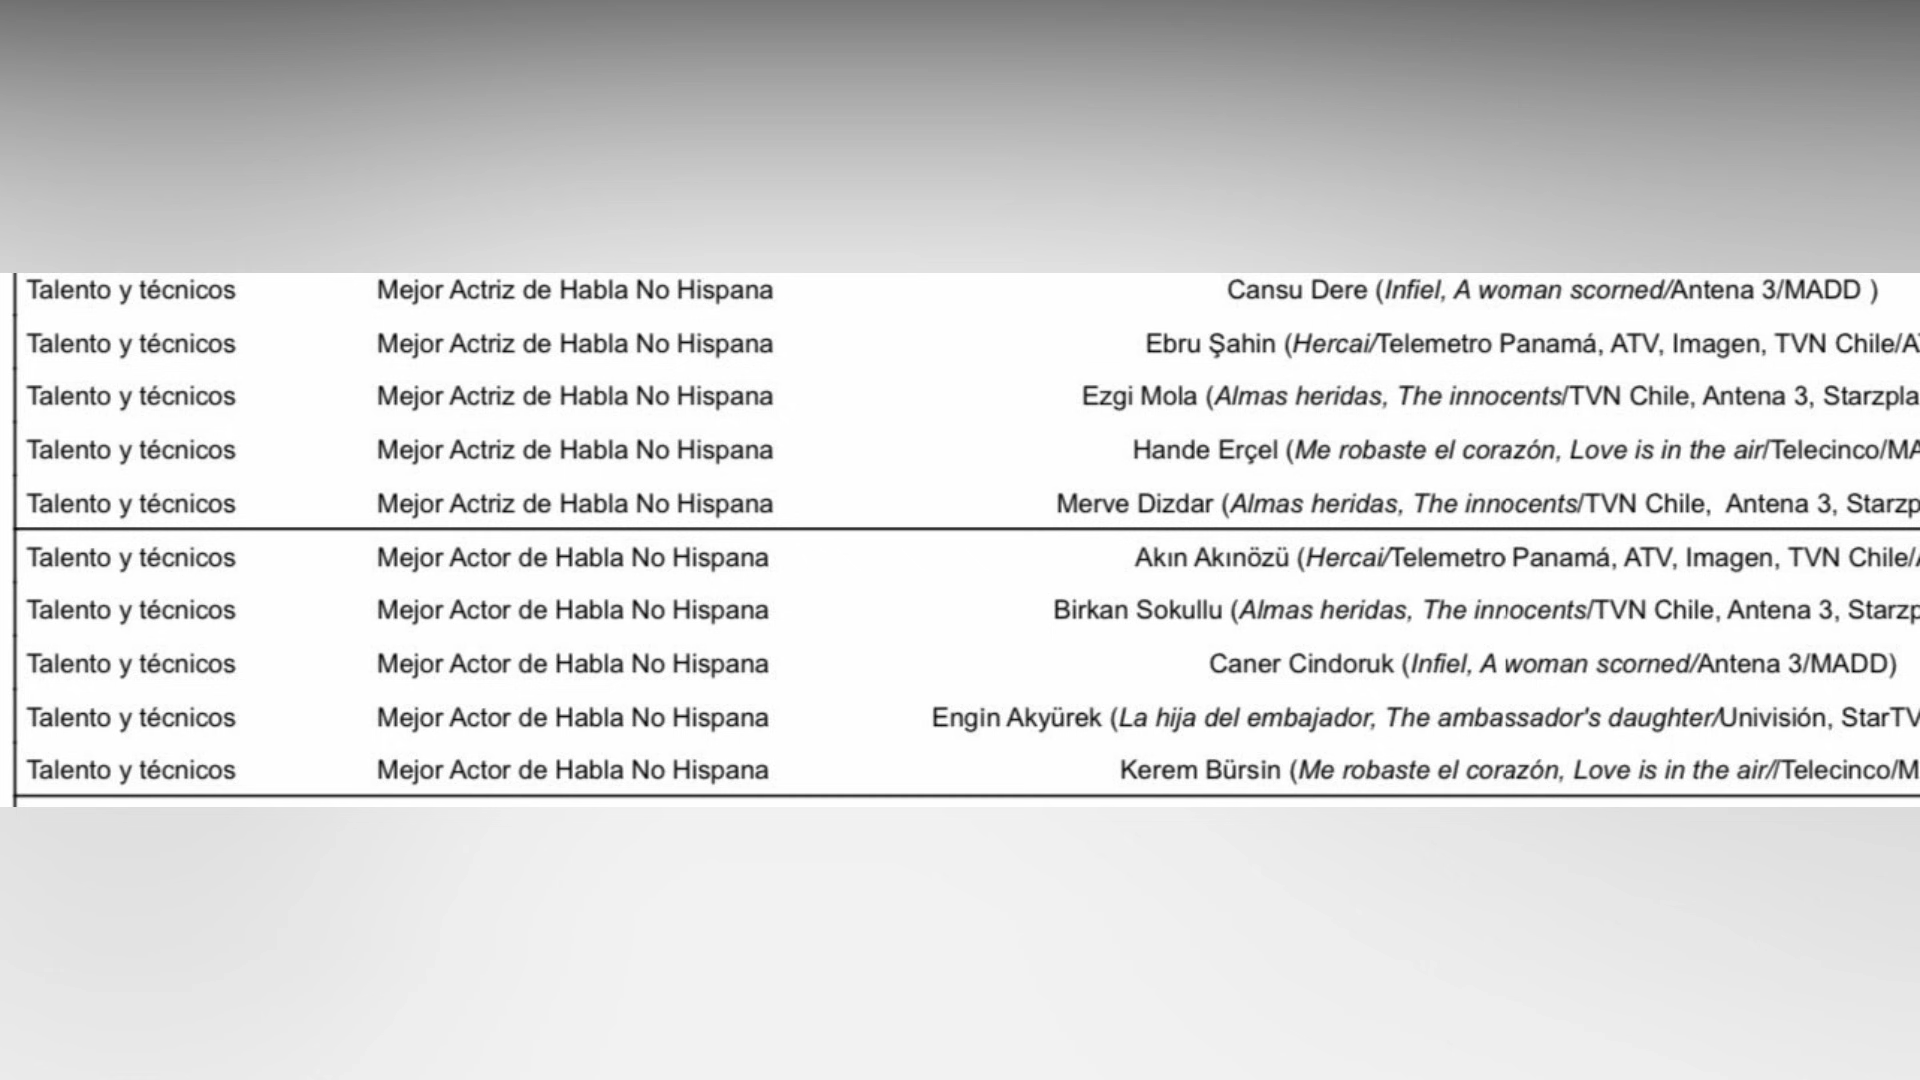 Talento y técnicos Mejor Actriz de Habla No Hispana Cansu Dere (Infiel, A woman scorned/Antena 3/MADD )
Talento y técnicos Mejor Actriz de Habla No Hispana Ebru Şahin (Hercai/Telemetro Panamá, ATV, Imagen, TVN Chile/
Talento y técnicos Mejor Actriz de Habla No Hispana Ezgi Mola (Almas heridas, The innocents/TVN Chile, Antena 3,
Talento y técnicos Mejor Actriz de Habla No Hispana Hande Erçel (Me robaste el corazón, Love is in the air/Telecinco/
Talento y técnicos Mejor Actriz de Habla No Hispana Merve Dizdar (Almas heridas, The innocents/TVN Chile, Antena 3,
Talento y técnicos Mejor Actor de Habla No Hispana Akın Akınözü (Hercai/Telemetro Panamá, ATV, Imagen, TVN Chile/
Talento y técnicos Mejor Actor de Habla No Hispana Birkan Sokullu (Almas heridas, The innocents/TVN Chile, Antena 3,
Talento y técnicos Mejor Actor de Habla No Hispana Caner Cindoruk (Infiel, A woman scorned/Antena 3/MADD)
Talento y técnicos Mejor Actor de Habla No Hispana Engin Akyürek (La hija del embajador, The ambassador's daughter/Univisión, StarTV
Talento y técnicos Mejor Actor de Habla No Hispana Kerem Bürsin (Me robaste el corazón, Love is in the air//Telecinco/